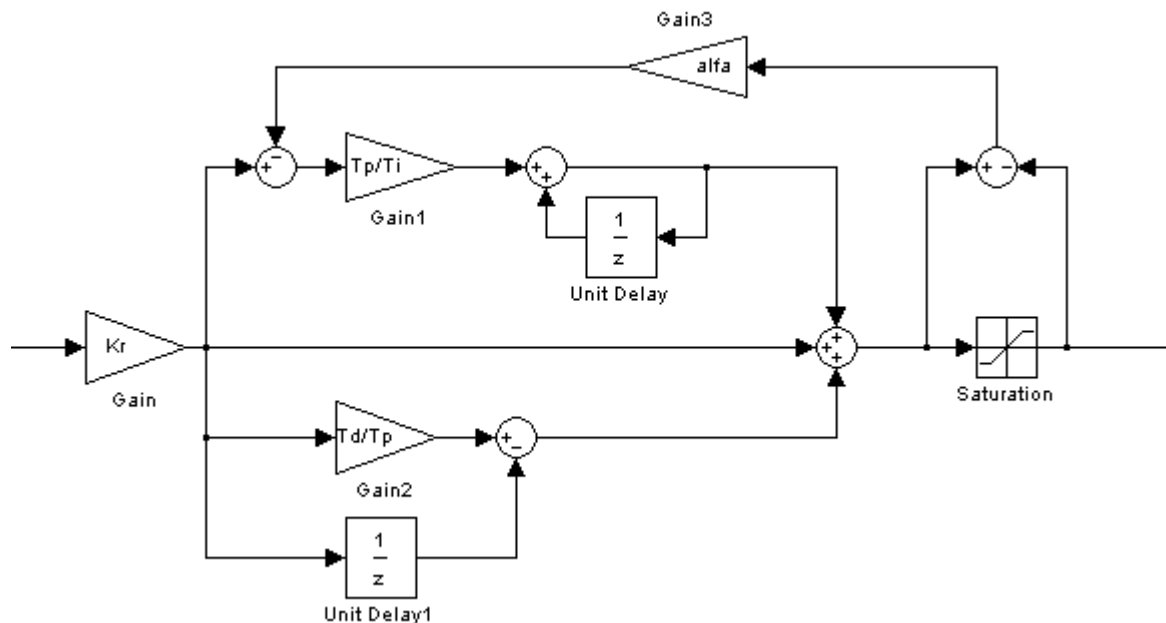 Gain3
alfa
Tp/Ti
Gain1
1
z
Unit Delay
Kr
Gain
Saturation
Td/Tp
Gain2
1
z
Unit Delay1